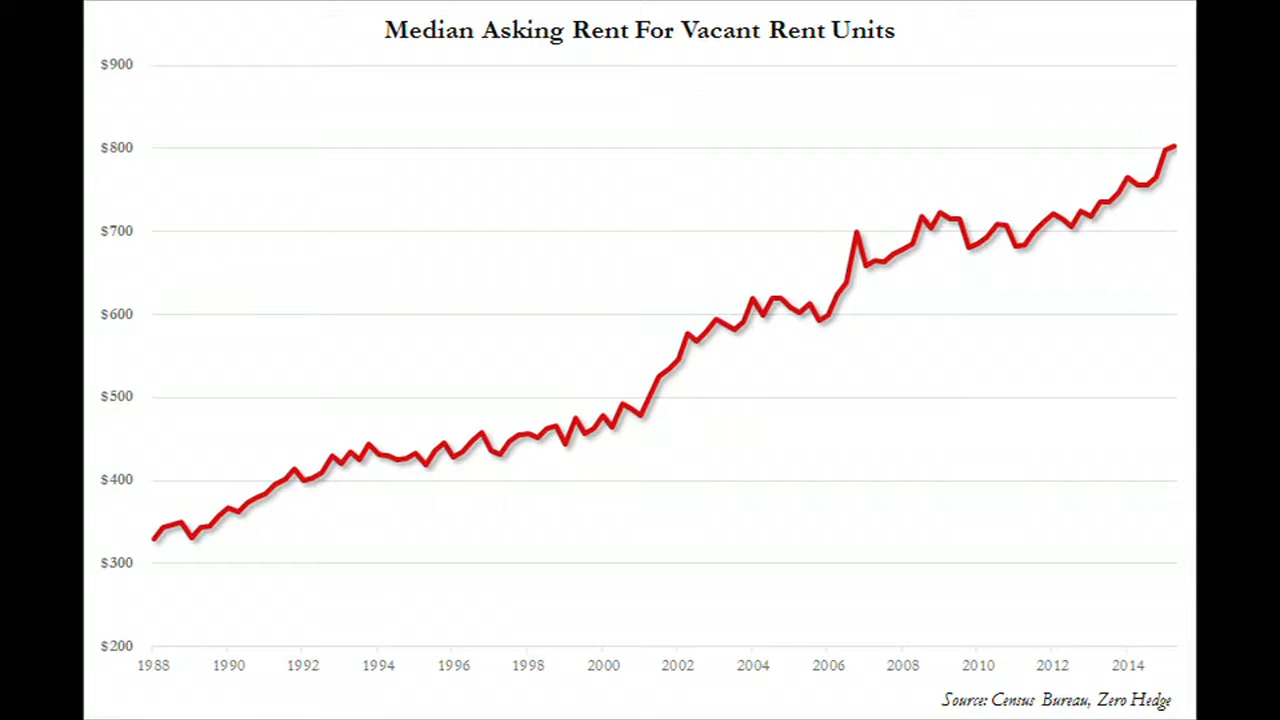 Median Asking Rent For Vacant Rent Units
$900
$800
$700
$600
$500
$400
$300
$200
1988 1990 1992 1994 1996 1998 2000 2002 2004 2006 2008 2010 2012 2014
Source: Census Bureau, Zero Hedge